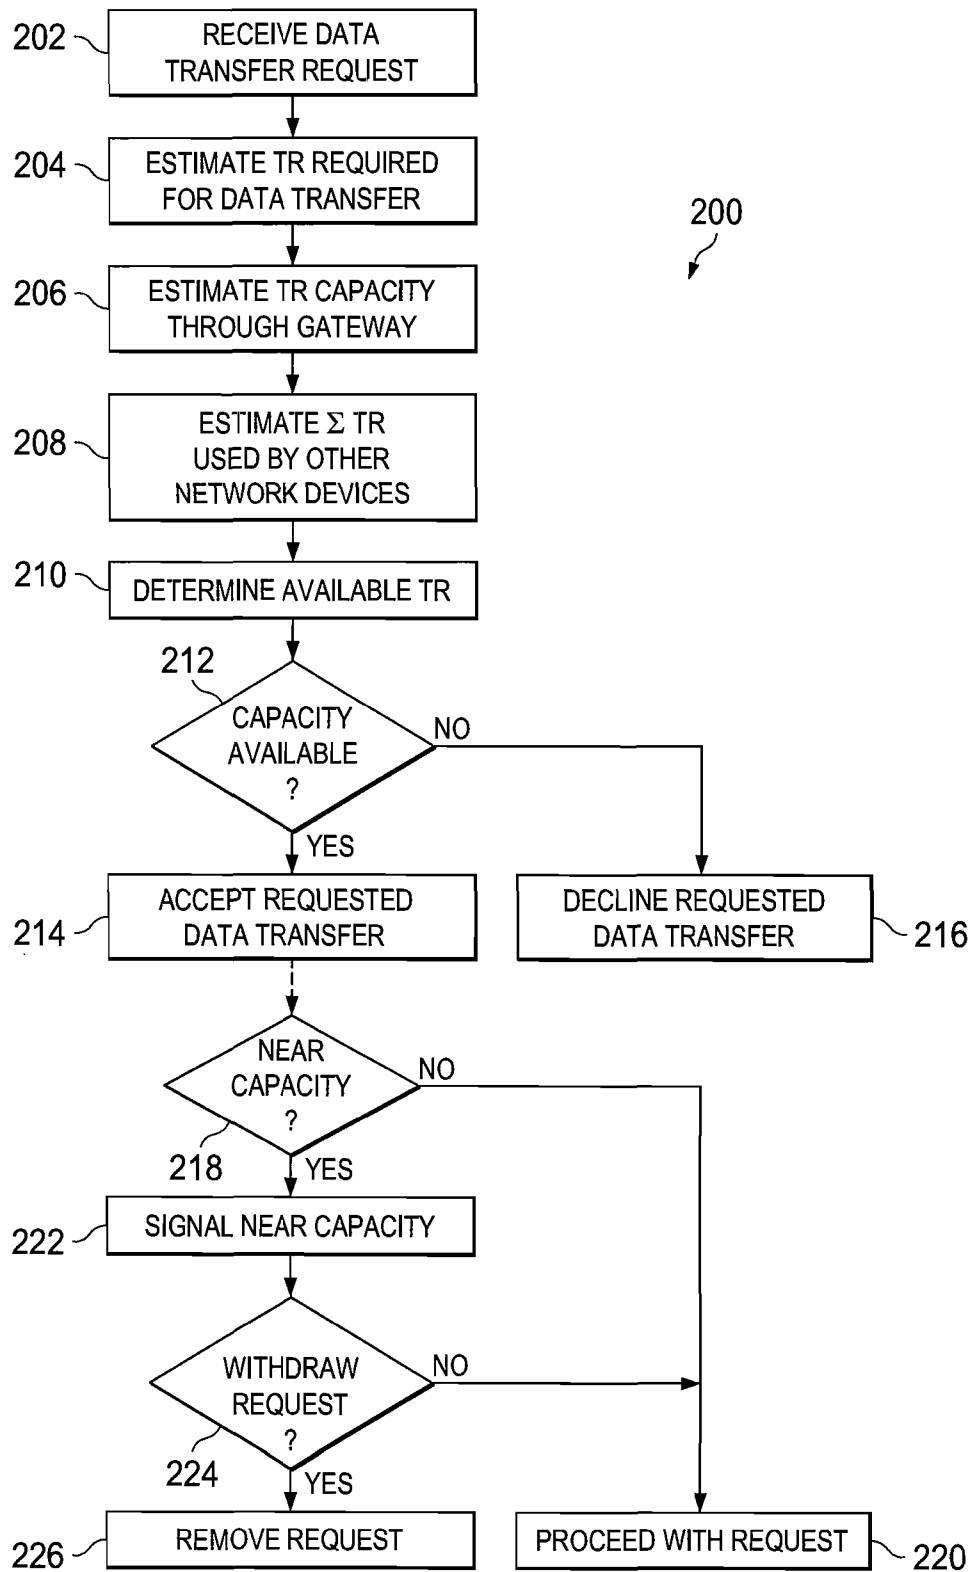 202
RECEIVE DATA
TRANSFER REQUEST
204
ESTIMATE TR REQUIRED
FOR DATA TRANSFER
200
206
ESTIMATE TR CAPACITY
THROUGH GATEWAY
208
ESTIMATE Σ TR
USED BY OTHER
NETWORK DEVICES
210
DETERMINE AVAILABLE TR
212
CAPACITY
AVAILABLE
?
NO
YES
214
ACCEPT REQUESTED
DATA TRANSFER
DECLINE REQUESTED
DATA TRANSFER
216
NEAR
CAPACITY
?
NO
218
YES
222
SIGNAL NEAR CAPACITY
WITHDRAW
REQUEST
?
NO
224
YES
226
REMOVE REQUEST
PROCEED WITH REQUEST
220